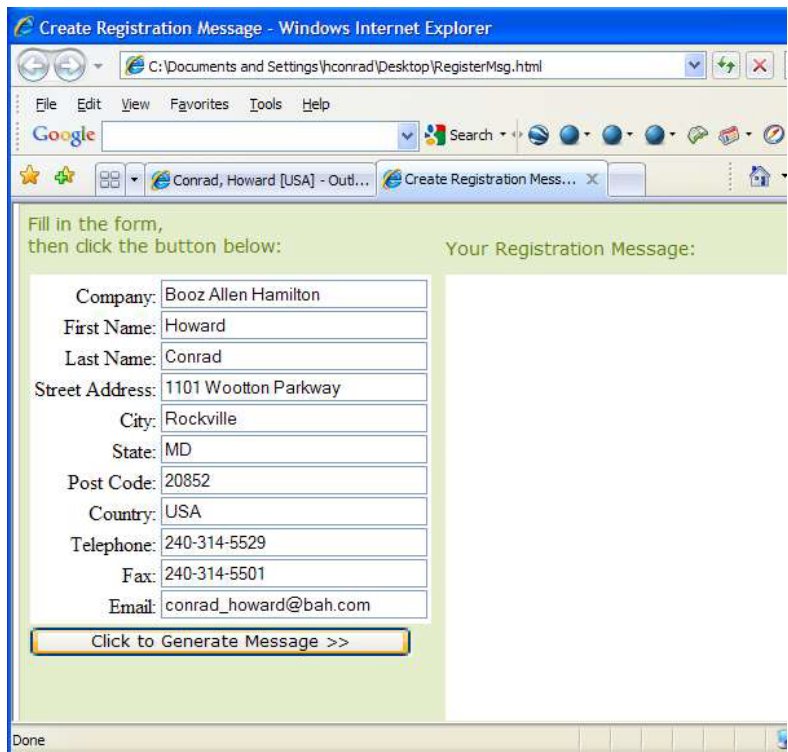 Create Registration Message - Windows Internet Explorer
C:\Documents and Settings\hconrad\Desktop\RegisterMsg.html
File Edit View Favorites Tools Help
Google Search
Conrad, Howard [USA] - Outl... Create Registration Mess... X
Fill in the form,
then click the button below:
Your Registration Message:
Company: Booz Allen Hamilton
First Name: Howard
Last Name: Conrad
Street Address: 1101 Wootton Parkway
City: Rockville
State: MD
Post Code: 20852
Country: USA
Telephone: 240-314-5529
Fax: 240-314-5501
Email: conrad_howard@bah.com
Click to Generate Message >>
Done